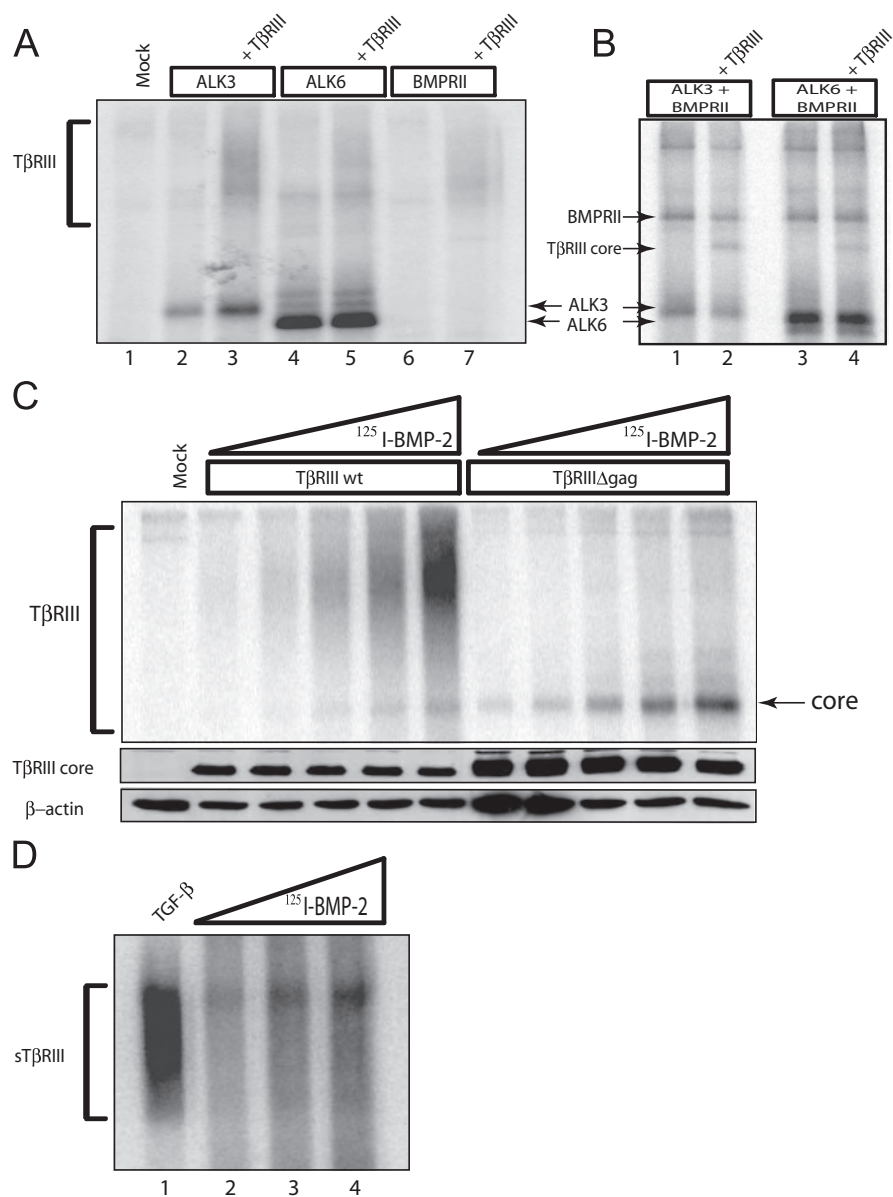 A
Mock
+ TβRIII
+ TβRIII
+ TβRIII
ALK3
ALK6
BMPRII
TβRIII
1 2 3 4 5 6 7
B
+ TβRIII
+ TβRIII
ALK3 +
BMPRII
ALK6 +
BMPRII
BMPRII
TβRIII core
ALK3
ALK6
1 2 3 4
C
Mock
125I-BMP-2
125I-BMP-2
TβRIII wt
TβRIIIΔgag
TβRIII
core
TβRIII core
β–actin
D
TGF-β
125I-BMP-2
sTβRIII
1 2 3 4